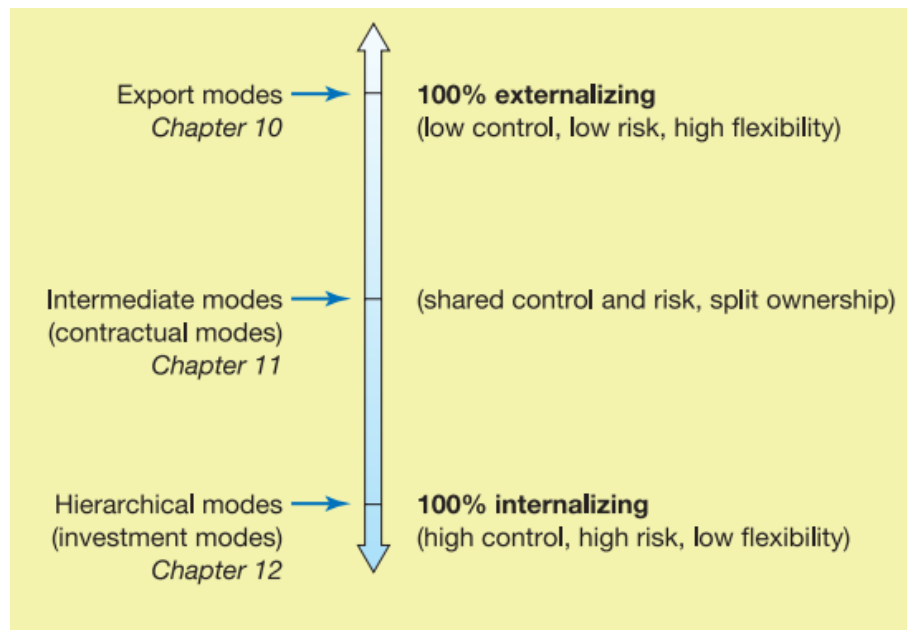 Export modes
Chapter 10
100% externalizing
(low control, low risk, high flexibility)
Intermediate modes
(contractual modes)
Chapter 11
(shared control and risk, split ownership)
Hierarchical modes
(investment modes)
Chapter 12
100% internalizing
(high control, high risk, low flexibility)